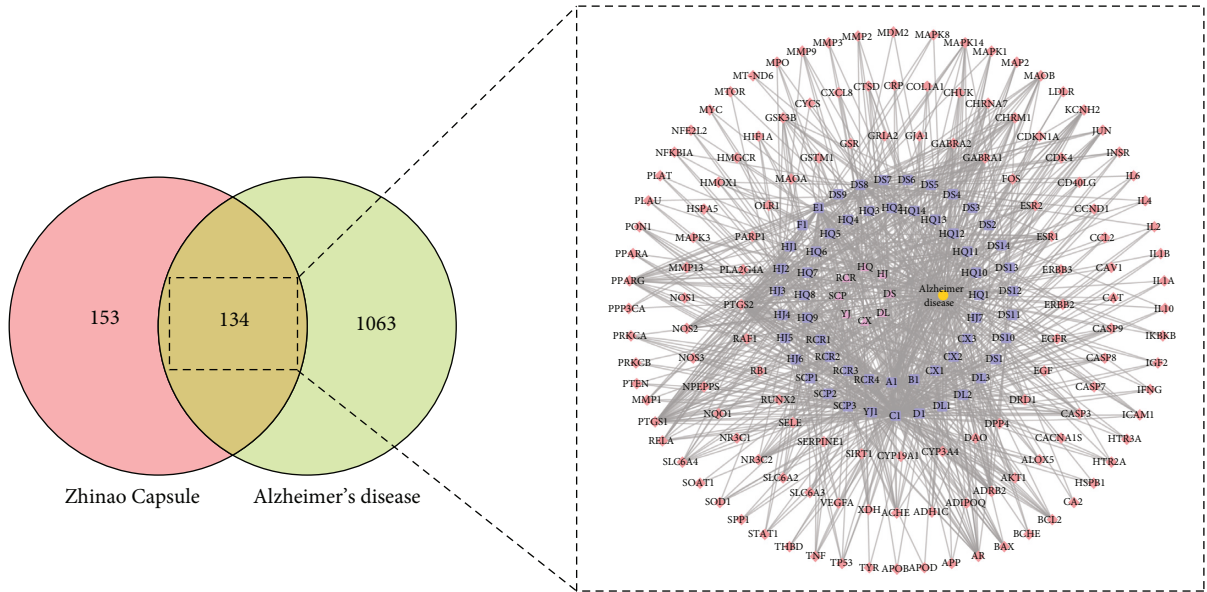 153
134
1063
Zhinao Capsule
Alzheimer's disease
MDM2
MMP2
MMP3
MMP9
MPO
MT-ND6
MTOR
MYC
NFE2L2
NFKBIA
PLAT
PLAU
PON1
PPARA
PPARG
PPP3CA
PRKCA
PRKCB
PTEN
MMP1
PTGS1
RELA
SLC6A4
SOAT1
SOD1
SPP1
STAT1
THBD
TNF
TP53
TYR
APOB
APOD
APP
AR
BAX
BCHE
BCL2
CA2
HSPB1
HTR2A
HTR3A
ICAM1
IFNG
IGF2
IKBKB
IL10
IL1A
IL1B
IL2
IL4
IL6
INSR
JUN
KCNH2
LDLR
MAOB
MAP2
MAPK1
MAPK14
MAPK8
CRP
CTSD
CXCL8
CYCS
GSK3B
HIF1A
HMGCR
HMOX1
HSPA5
MAPK3
MMP13
NOS1
NOS2
NOS3
NPEPPS
NQO1
NR3C1
NR3C2
SLC6A2
SLC6A3
VEGFA
XDH
ACHE
ADH1C
ADIPOQ
ADRB2
AKT1
ALOX5
CACNA1S
CASP3
CASP7
CASP8
CASP9
CAT
CAV1
CCL2
CCND1
CD40LG
CDK4
CDKN1A
CHRM1
CHRNA7
CHUK
COL1A1
GRIA2
GSR
GSTM1
MAOA
OLR1
PARP1
PLA2G4A
PTGS2
RAF1
RB1
RUNX2
SELE
SERPINE1
SIRT1
CYP19A1
CYP3A4
DAO
DPP4
DRD1
EGF
EGFR
ERBB2
ERBB3
ESR1
ESR2
FOS
GABRA1
GABRA2
GJA1
DS7
DS8
DS9
E1
F1
HJ1
HJ2
HJ3
HJ4
HJ5
HJ6
SCP1
SCP2
SCP3
YJ1
C1
D1
DL1
DL2
DL3
DS1
DS10
DS11
DS12
DS13
DS14
DS2
DS3
DS4
DS5
DS6
HQ2
HQ3
HQ4
HQ5
HQ6
HQ7
HQ8
HQ9
RCR1
RCR2
RCR3
RCR4
A1
B1
CX1
CX2
CX3
HJ7
HQ1
HQ10
HQ11
HQ12
HQ13
HQ14
HQ
HJ
RCR
SCP
DS
YJ
DL
CX
Alzheimer
disease